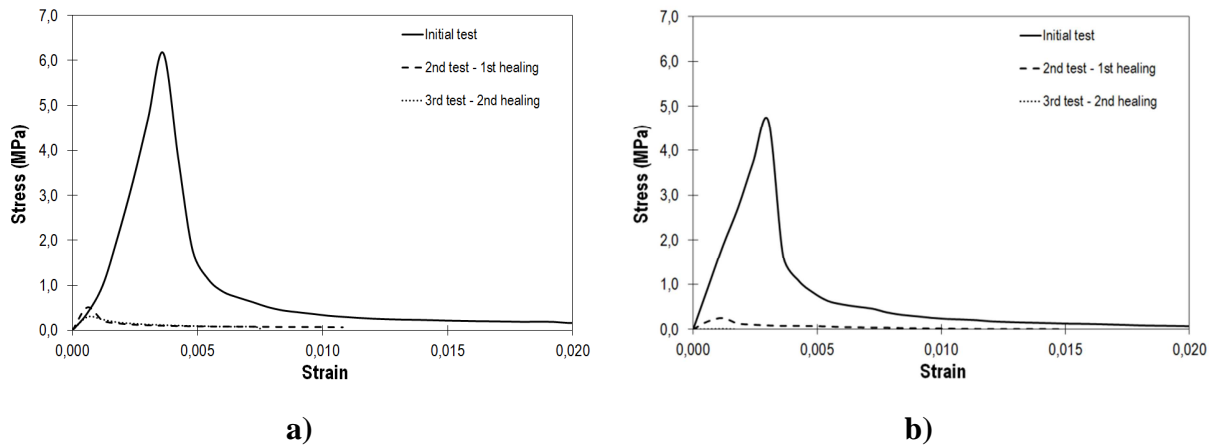 7,0
6,0
5,0
4,0
3,0
2,0
1,0
0,0
Stress (MPa)
Initial test
2nd test - 1st healing
3rd test - 2nd healing
0,000 0,005 0,010 0,015 0,020
Strain
a)
7,0
6,0
5,0
4,0
3,0
2,0
1,0
0,0
Stress (MPa)
Initial test
2nd test - 1st healing
3rd test - 2nd healing
0,000 0,005 0,010 0,015 0,020
Strain
b)